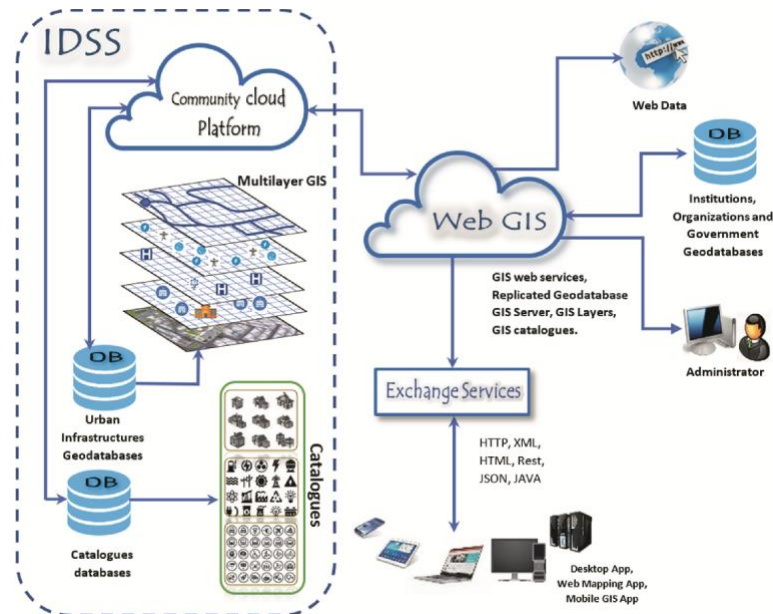 IDSS
Community cloud
Platform
Multilayer GIS
DB
Urban
Infrastructures
Geodatabases
DB
Catalogues
databases
Catalogues
Web GIS
http://www
Web Data
DB
Institutions,
Organizations and
Government
Geodatabases
GIS web services,
Replicated Geodatabase
GIS Server, GIS Layers,
GIS catalogues.
Administrator
Exchange Services
HTTP, XML,
HTML, Rest,
JSON, JAVA
Desktop App,
Web Mapping App,
Mobile GIS App
H
H
H